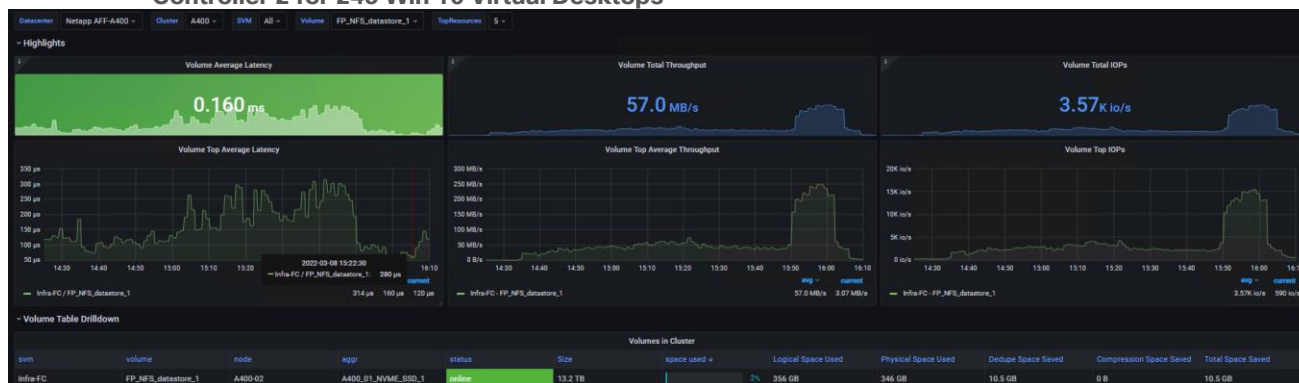 Controller 2 for 240 Win 10 Virtual Desktops
Datacenter Netapp AFF-A400 Cluster A400 SVM All Volume FP_NFS_datastore_1 TopResources 5
Highlights
Volume Average Latency
0.160 ms
Volume Total Throughput
57.0 MB/s
Volume Total IOPs
3.57K io/s
Volume Top Average Latency
350 µs
300 µs
250 µs
200 µs
150 µs
100 µs
50 µs
14:30 14:40 14:50 15:00 15:10 15:20 16:10
2022-03-08 15:22:30
Infra-FC / FP_NFS_datastore_1: 280 µs
current
Infra-FC / FP_NFS_datastore_1 314 µs 160 µs 120 µs
Volume Top Average Throughput
300 MB/s
250 MB/s
200 MB/s
150 MB/s
100 MB/s
50 MB/s
0 B/s
14:30 14:40 14:50 15:00 15:10 15:20 15:30 15:40 15:50 16:00 16:10
avg current
Infra-FC - FP_NFS_datastore_1 57.0 MB/s 3.07 MB/s
Volume Top IOPs
20K io/s
15K io/s
10K io/s
5K io/s
0 io/s
14:30 14:40 14:50 15:00 15:10 15:20 15:30 15:40 15:50 16:00
avg current
Infra-FC - FP_NFS_datastore_1 3.57K io/s 590 io/s
Volume Table Drilldown
Volumes in Cluster
svm volume node aggr status Size space used Logical Space Used Physical Space Used Dedupe Space Saved Compression Space Saved Total Space Saved
Infra-FC FP_NFS_datastore_1 A400-02 A400_01_NVME_SSD_1 online 13.2 TB 2% 356 GB 346 GB 10.5 GB 0 B 10.5 GB